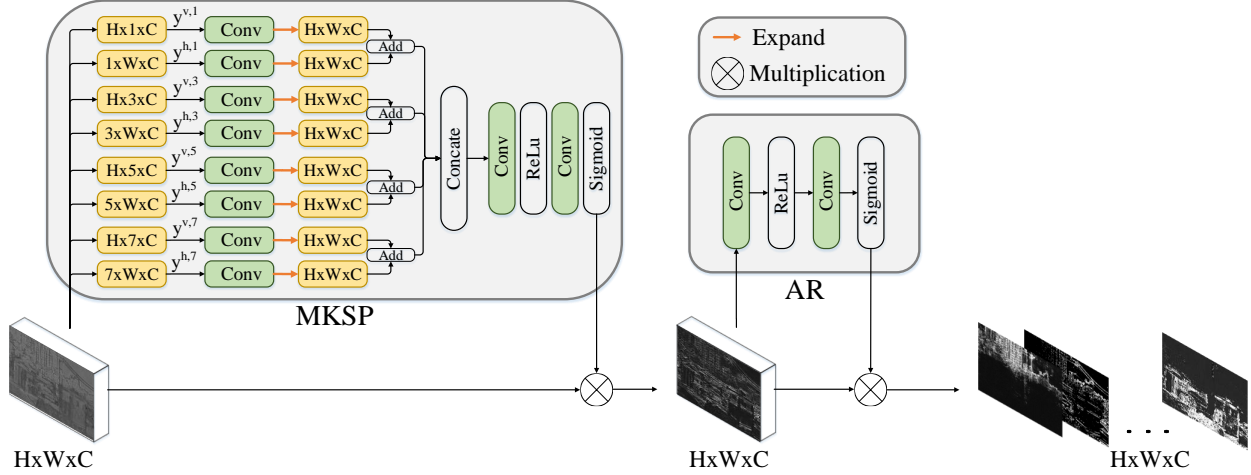 Hx1xC y^{v,1} Conv HxWxC
Add
1xWxC y^{h,1} Conv HxWxC
Hx3xC y^{v,3} Conv HxWxC
Add
3xWxC y^{h,3} Conv HxWxC
Hx5xC y^{v,5} Conv HxWxC
Add
5xWxC y^{h,5} Conv HxWxC
Hx7xC y^{v,7} Conv HxWxC
Add
7xWxC y^{h,7} Conv HxWxC
Concate
Conv
ReLu
Conv
Sigmoid
MKSP
Expand
Multiplication
Conv
ReLu
Conv
Sigmoid
AR
HxWxC
HxWxC
. . .
HxWxC